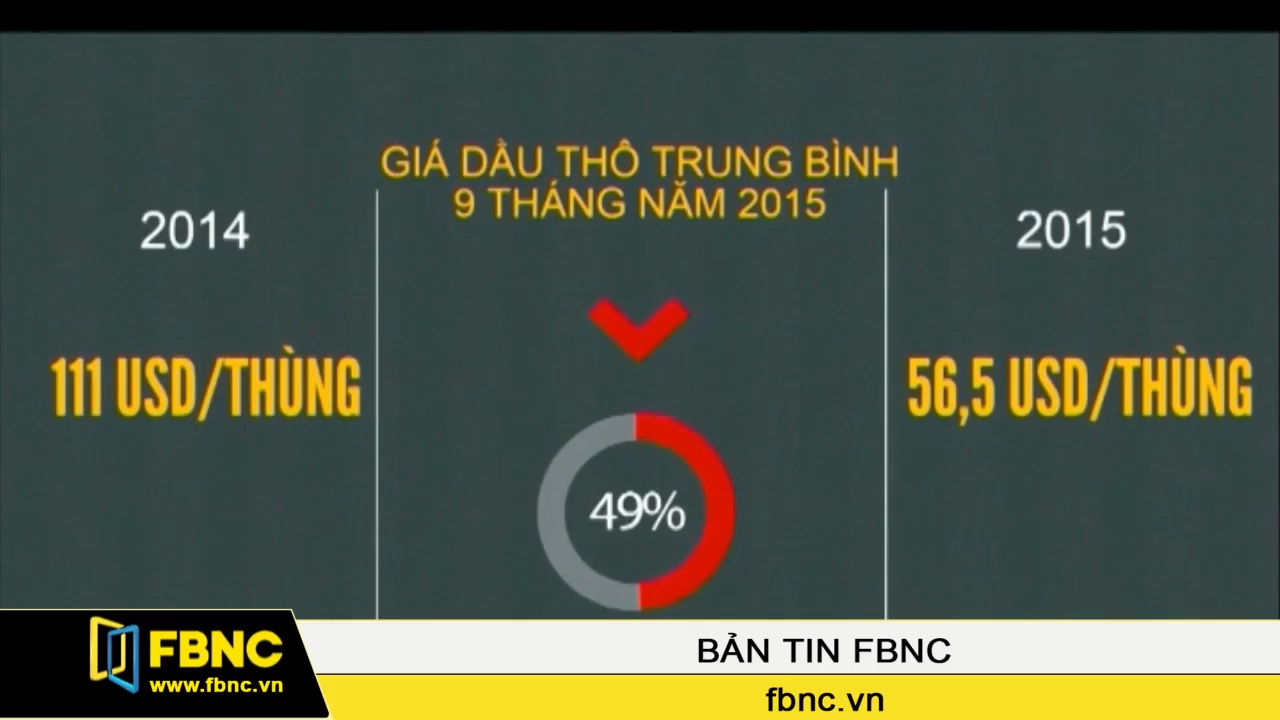 GIÁ DẦU THÔ TRUNG BÌNH
9 THÁNG NĂM 2015
2014
2015
111 USD/THÙNG
56,5 USD/THÙNG
49%
FBNC
www.fbnc.vn
BẢN TIN FBNC
fbnc.vn